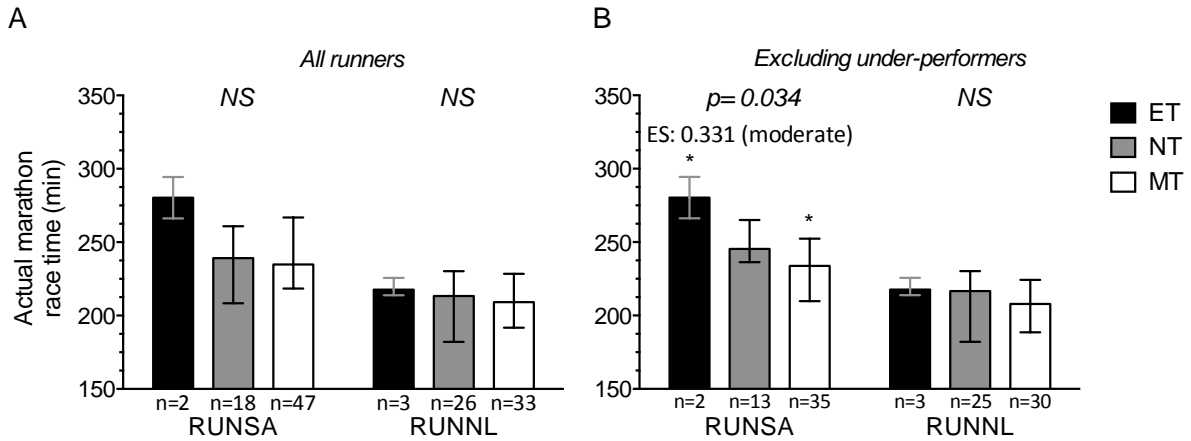 A
B
All runners
Excluding under-performers
NS
NS
p= 0.034
NS
ES: 0.331 (moderate)
*
*
ET
NT
MT
Actual marathon
race time (min)
350
300
250
200
150
n=2 n=18 n=47 n=3 n=26 n=33
RUNSA RUNNL
350
300
250
200
150
n=2 n=13 n=35 n=3 n=25 n=30
RUNSA RUNNL